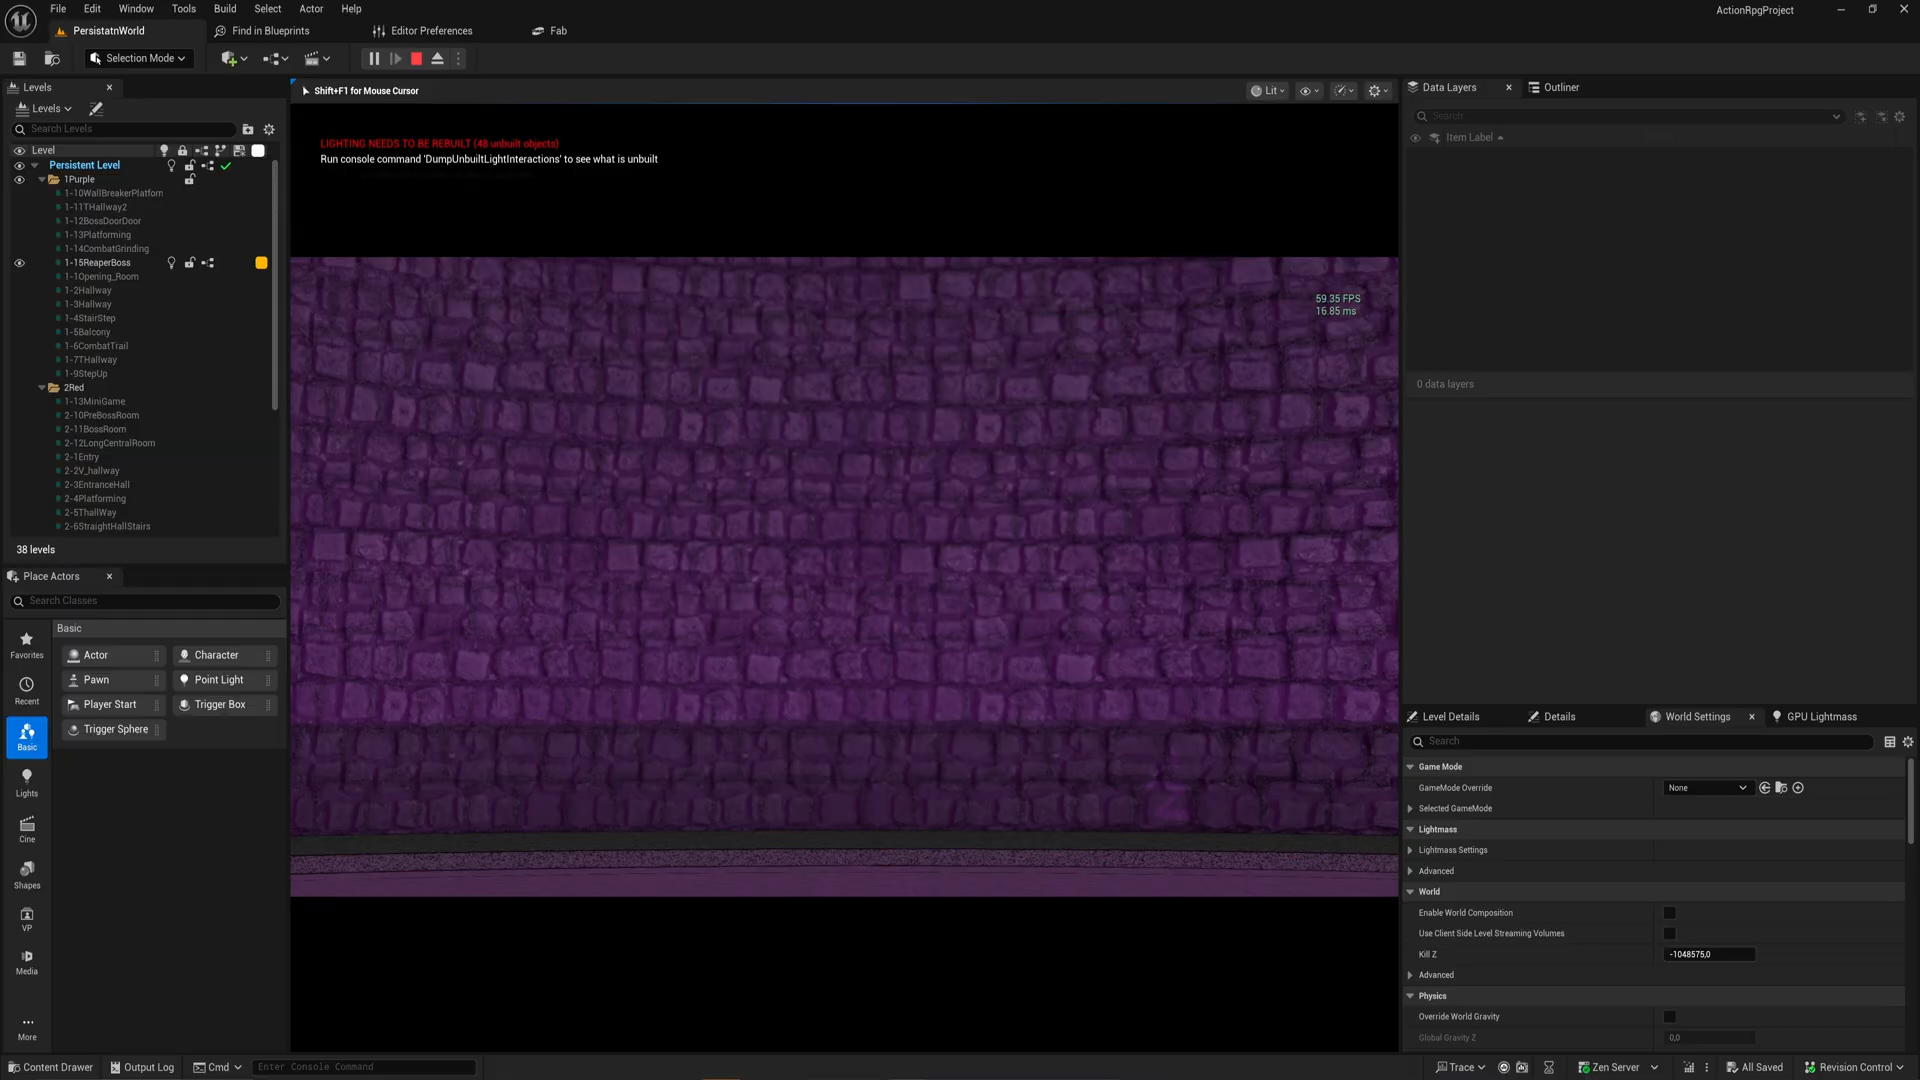 File Edit Window Tools Build Select Actor Help
ActionRpgProject
PersistatnWorld
Find in Blueprints
Editor Preferences
Fab
Selection Mode
Levels
Levels
Search Levels
Level
Persistent Level
1Purple
1-10WallBreakerPlatform
1-11THallway2
1-12BossDoorDoor
1-13Platforming
1-14CombatGrinding
1-15ReaperBoss
1-1Opening_Room
1-2Hallway
1-3Hallway
1-4StairStep
1-5Balcony
1-6CombatTrail
1-7THallway
1-9StepUp
2Red
1-13MiniGame
2-10PreBossRoom
2-11BossRoom
2-12LongCentralRoom
2-1Entry
2-2V_hallway
2-3EntranceHall
2-4Platforming
2-5ThallWay
2-6StraightHallStairs
38 levels
Place Actors
Search Classes
Favorites
Recent
Basic
Lights
Cine
Shapes
VP
Media
More
Basic
Actor
Character
Pawn
Point Light
Player Start
Trigger Box
Trigger Sphere
Shift+F1 for Mouse Cursor
Lit
LIGHTING NEEDS TO BE REBUILT (48 unbuilt objects)
Run console command 'DumpUnbuiltLightInteractions' to see what is unbuilt
59.35 FPS
16.85 ms
Data Layers
Outliner
Search
Item Label
0 data layers
Level Details
Details
World Settings
GPU Lightmass
Search
Game Mode
GameMode Override
None
Selected GameMode
Lightmass
Lightmass Settings
Advanced
World
Enable World Composition
Use Client Side Level Streaming Volumes
Kill Z
-1048575,0
Advanced
Physics
Override World Gravity
Global Gravity Z
0,0
Content Drawer
Output Log
Cmd
Enter Console Command
Trace
Zen Server
All Saved
Revision Control